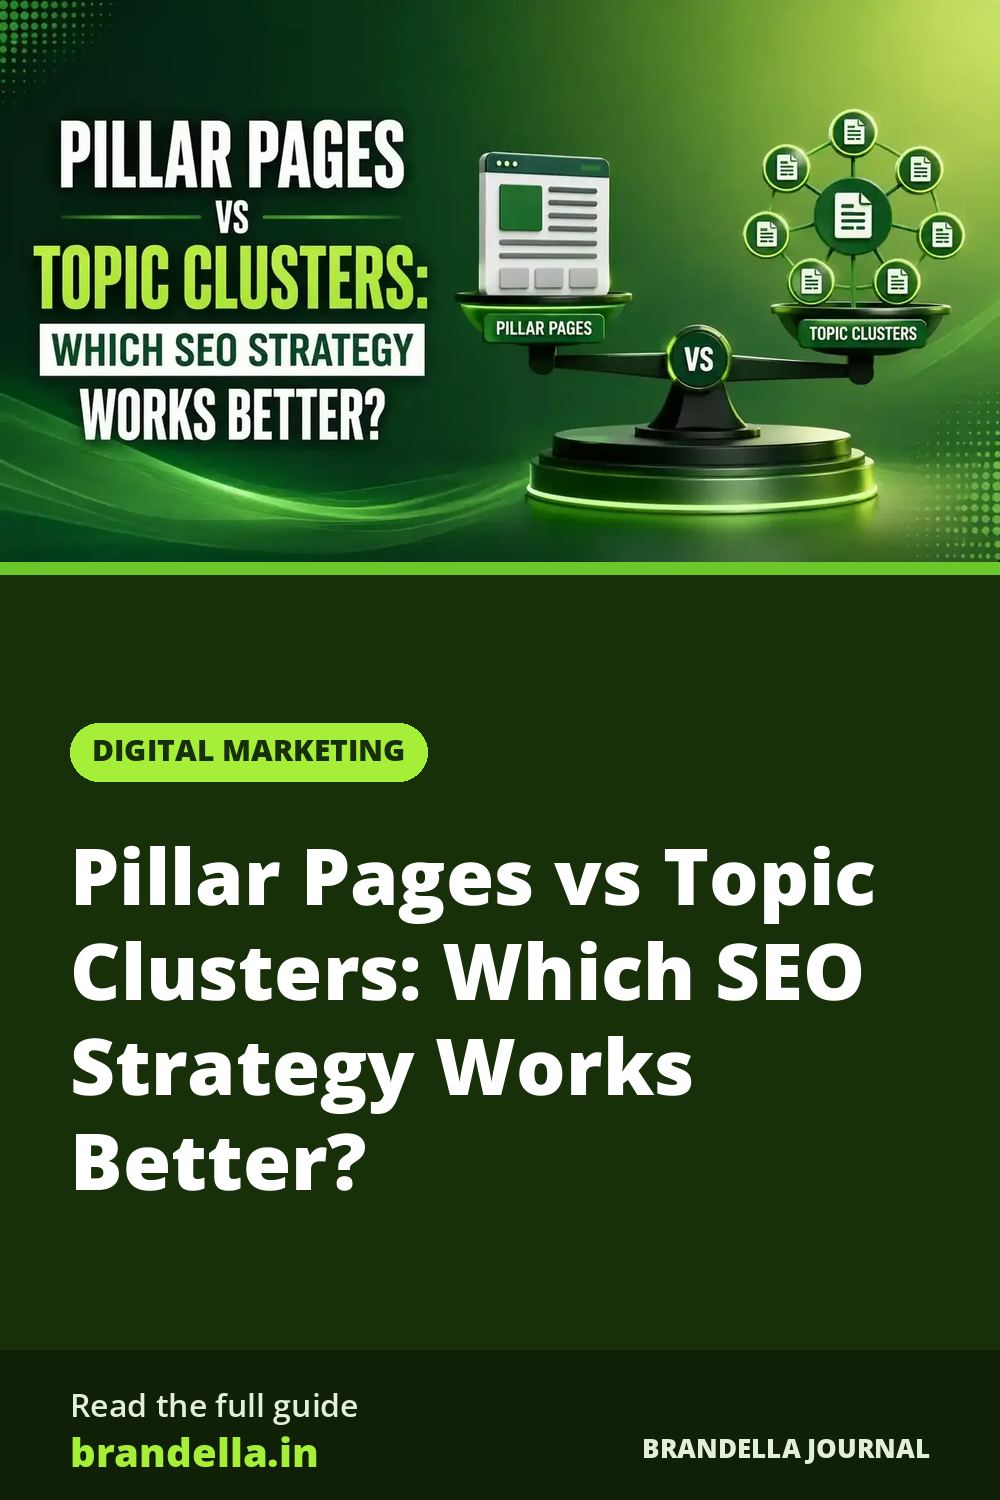 PILLAR PAGES
VS
TOPIC CLUSTERS:
WHICH SEO STRATEGY
WORKS BETTER?
PILLAR PAGES
VS
TOPIC CLUSTERS
DIGITAL MARKETING
Pillar Pages vs Topic
Clusters: Which SEO
Strategy Works
Better?
Read the full guide
brandella.in
BRANDELLA JOURNAL